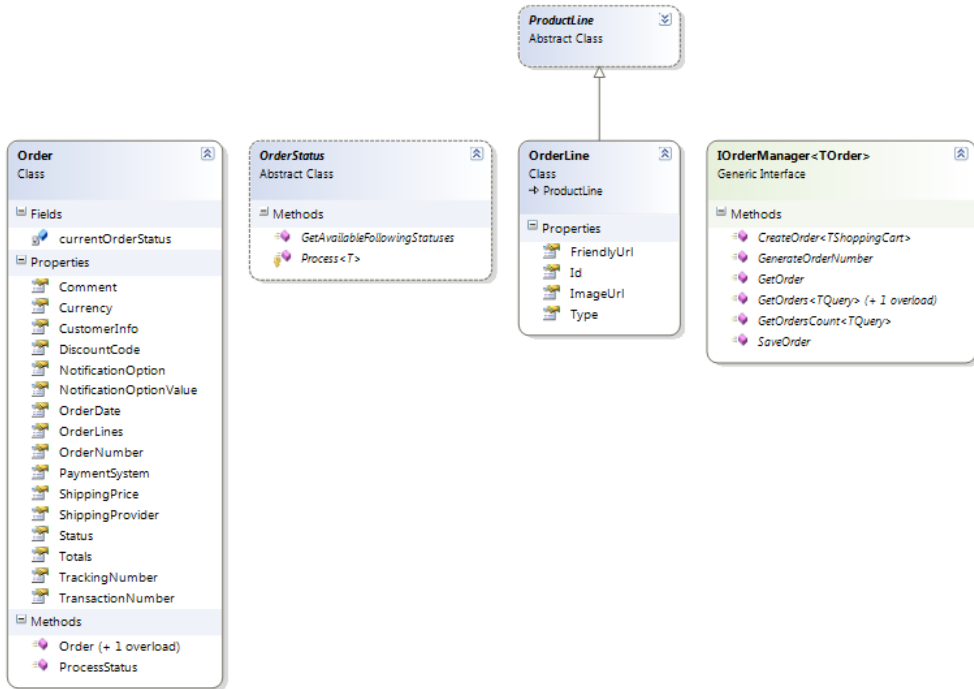 ProductLine
Abstract Class
Order
Class
Fields
currentOrderStatus
Properties
Comment
Currency
CustomerInfo
DiscountCode
NotificationOption
NotificationOptionValue
OrderDate
OrderLines
OrderNumber
PaymentSystem
ShippingPrice
ShippingProvider
Status
Totals
TrackingNumber
TransactionNumber
Methods
Order (+ 1 overload)
ProcessStatus
OrderStatus
Abstract Class
Methods
GetAvailableFollowingStatuses
Process<T>
OrderLine
Class
ProductLine
Properties
FriendlyUrl
Id
ImageUrl
Type
IOrderManager<TOrder>
Generic Interface
Methods
CreateOrder<TShoppingCart>
GenerateOrderNumber
GetOrder
GetOrders<TQuery> (+ 1 overload)
GetOrdersCount<TQuery>
SaveOrder